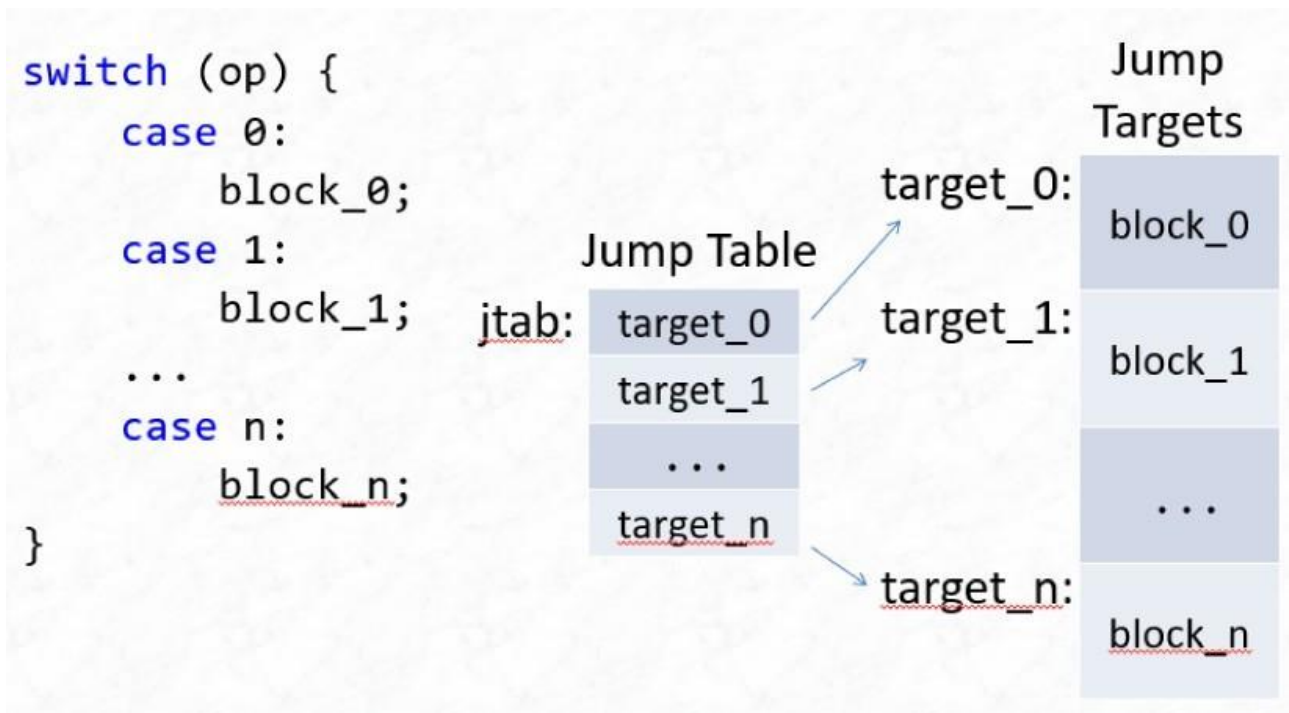 switch (op) {
    case 0:
        block_0;
    case 1:
        block_1;
    ...
    case n:
        block_n;
}
Jump Table
jtab:
target_0
target_1
...
target_n
Jump
Targets
target_0:
block_0
target_1:
block_1
...
target_n:
block_n